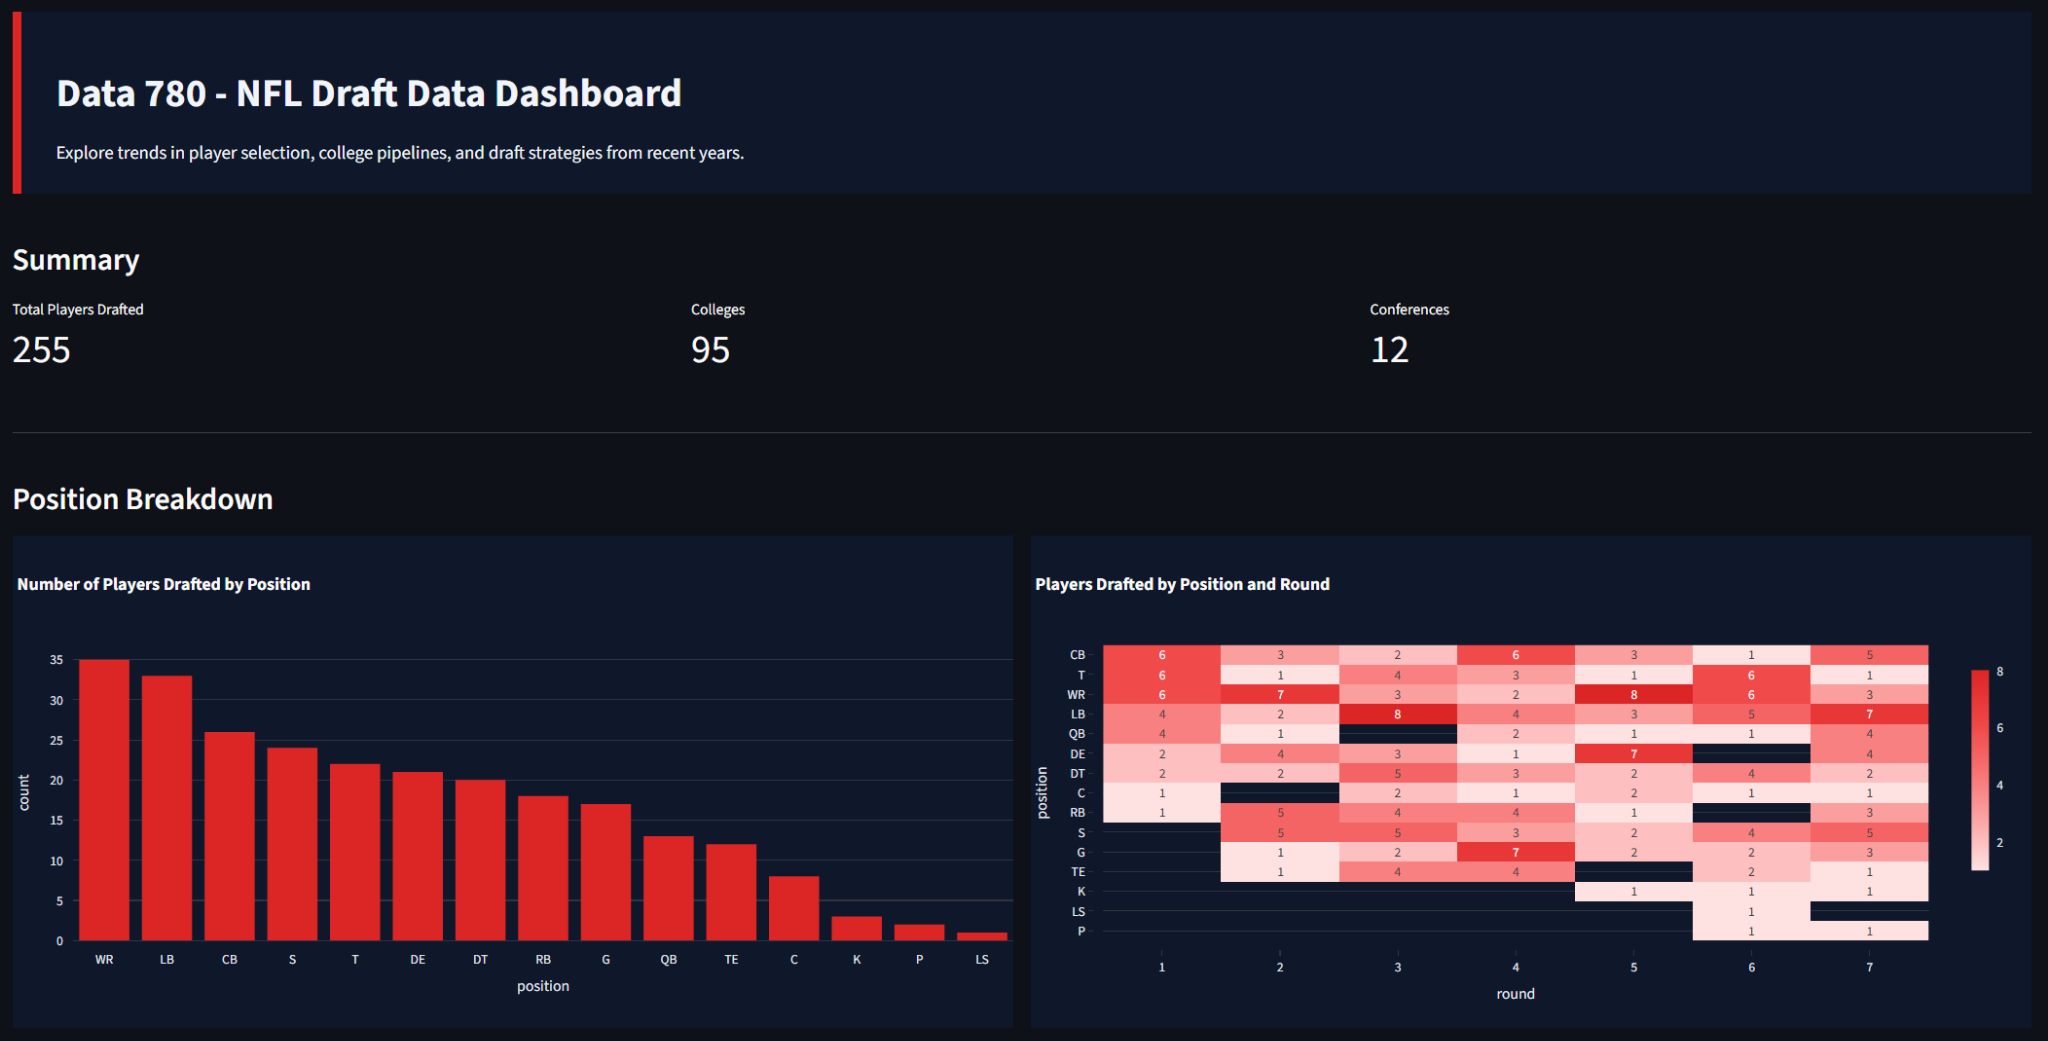 Data 780 - NFL Draft Data Dashboard
Explore trends in player selection, college pipelines, and draft strategies from recent years.
Summary
Total Players Drafted
255
Colleges
95
Conferences
12
Position Breakdown
Number of Players Drafted by Position
35
30
25
20
15
10
5
0
count
WR LB CB S T DE DT RB G QB TE C K P LS
position
Players Drafted by Position and Round
position
CB 6 3 2 6 3 1 5
T 6 1 4 3 1 6 1
WR 6 7 3 2 8 6 3
LB 4 2 8 4 3 5 7
QB 4 1 2 1 1 4
DE 2 4 3 1 7 4
DT 2 2 5 3 2 4 2
C 1 2 1 2 1 1
RB 1 5 4 4 1 3
S 5 5 3 2 4 5
G 1 2 7 2 2 3
TE 1 4 4 2 1
K 1 1 1
LS 1
P 1 1
1 2 3 4 5 6 7
round
8
6
4
2